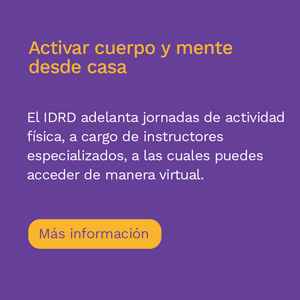 Activar cuerpo y mente
desde casa
El IDRD adelanta jornadas de actividad
física, a cargo de instructores
especializados, a las cuales puedes
acceder de manera virtual.
Más información